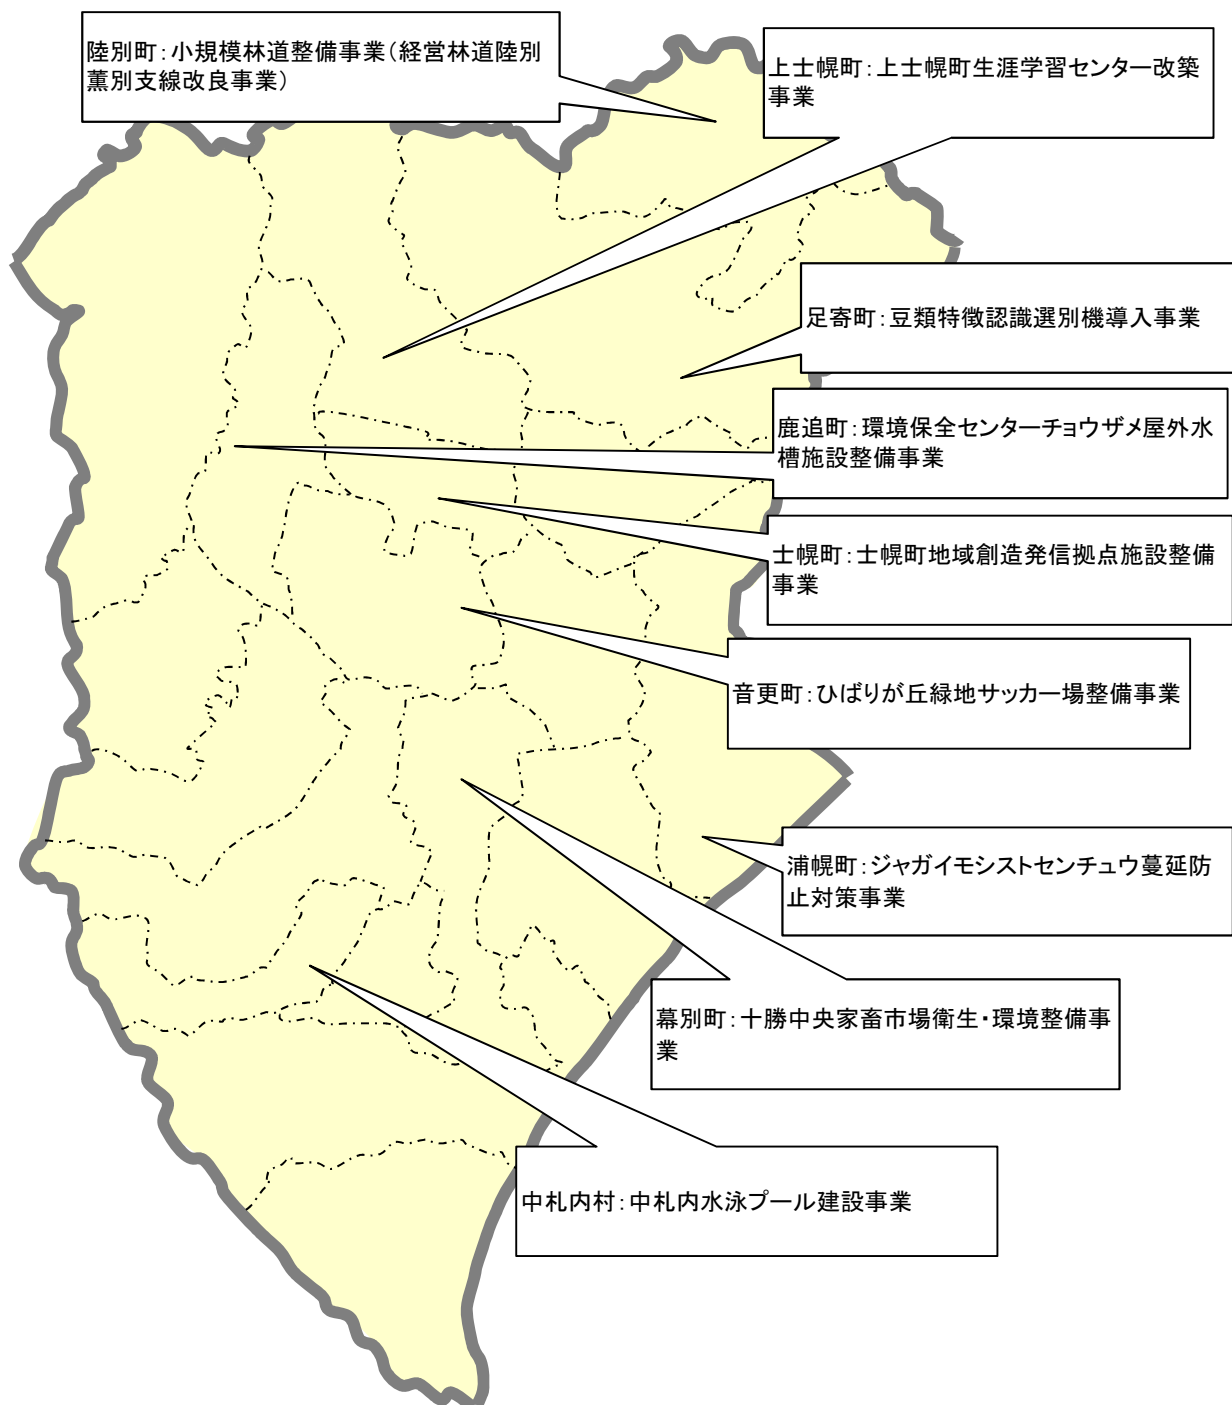 陸別町：小規模林道整備事業（経営林道陸別
薫別支線改良事業）
上士幌町：上士幌町生涯学習センター改築
事業
足寄町：豆類特徴認識選別機導入事業
鹿追町：環境保全センターチョウザメ屋外水
槽施設整備事業
士幌町：士幌町地域創造発信拠点施設整備
事業
音更町：ひばりが丘緑地サッカー場整備事業
浦幌町：ジャガイモシストセンチュウ蔓延防
止対策事業
幕別町：十勝中央家畜市場衛生・環境整備事
業
中札内村：中札内水泳プール建設事業